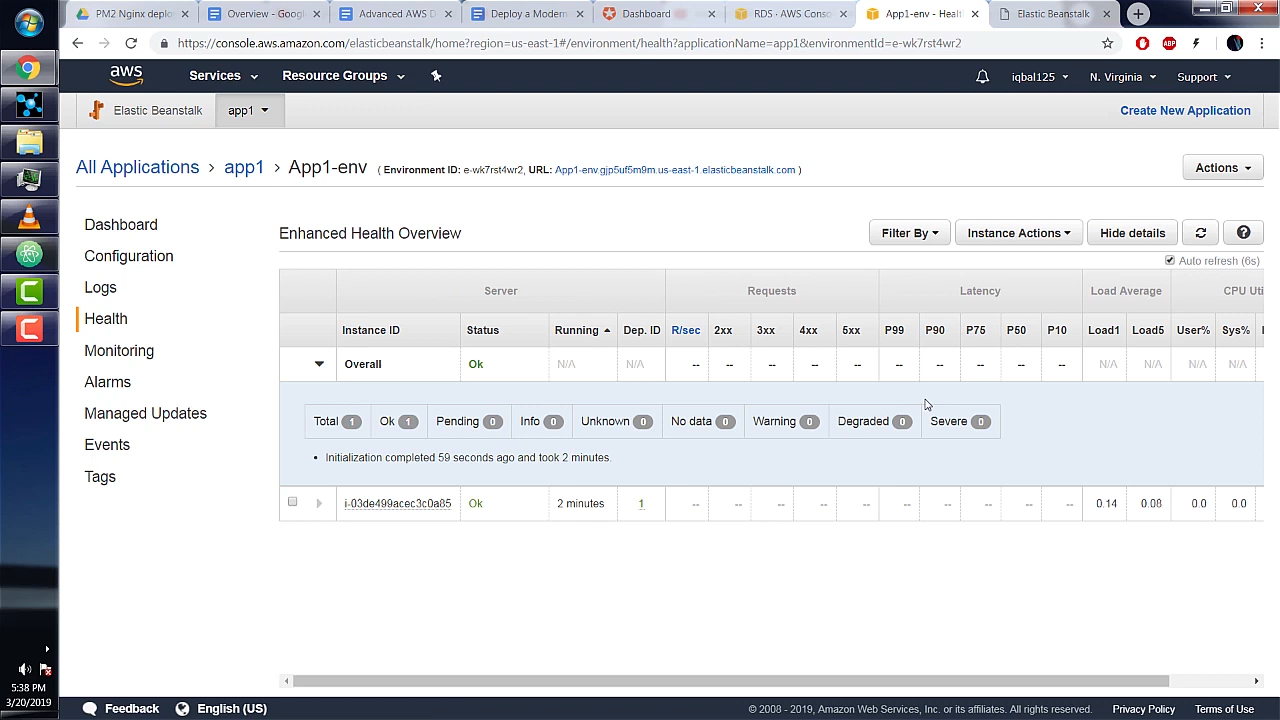 PM2 Nginx deplo
Overview - Goo
Advanced AWS D
Deploy a Mo
Dashboard
RDS · AWS Cons
App1-env - Heal
Elastic Beanstalk
https://console.aws.amazon.com/elasticbeanstalk/home?region=us-east-1#/environment/health?applicationName=app1&environmentId=e-wk7rst4wr2
ABP
aws Services Resource Groups iqbal125 N. Virginia Support
Elastic Beanstalk app1 Create New Application
All Applications > app1 > App1-env ( Environment ID: e-wk7rst4wr2, URL: App1-env.gjp5uf5m9m.us-east-1.elasticbeanstalk.com ) Actions
Dashboard
Configuration
Logs
Health
Monitoring
Alarms
Managed Updates
Events
Tags
Enhanced Health Overview Filter By Instance Actions Hide details
Auto refresh (6s)
Server Requests Latency Load Average CPU Uti
Instance ID Status Running Dep. ID R/sec 2xx 3xx 4xx 5xx P99 P90 P75 P50 P10 Load1 Load5 User% Sys%
Overall Ok N/A N/A -- -- -- -- -- -- -- -- -- -- N/A N/A N/A N/A
Total 1 Ok 1 Pending 0 Info 0 Unknown 0 No data 0 Warning 0 Degraded 0 Severe 0
• Initialization completed 59 seconds ago and took 2 minutes.
i-03de499acec3c0a85 Ok 2 minutes 1 -- -- -- -- -- -- -- -- -- -- 0.14 0.08 0.0 0.0
5:38 PM
3/20/2019
Feedback English (US) © 2008 - 2019, Amazon Web Services, Inc. or its affiliates. All rights reserved. Privacy Policy Terms of Use